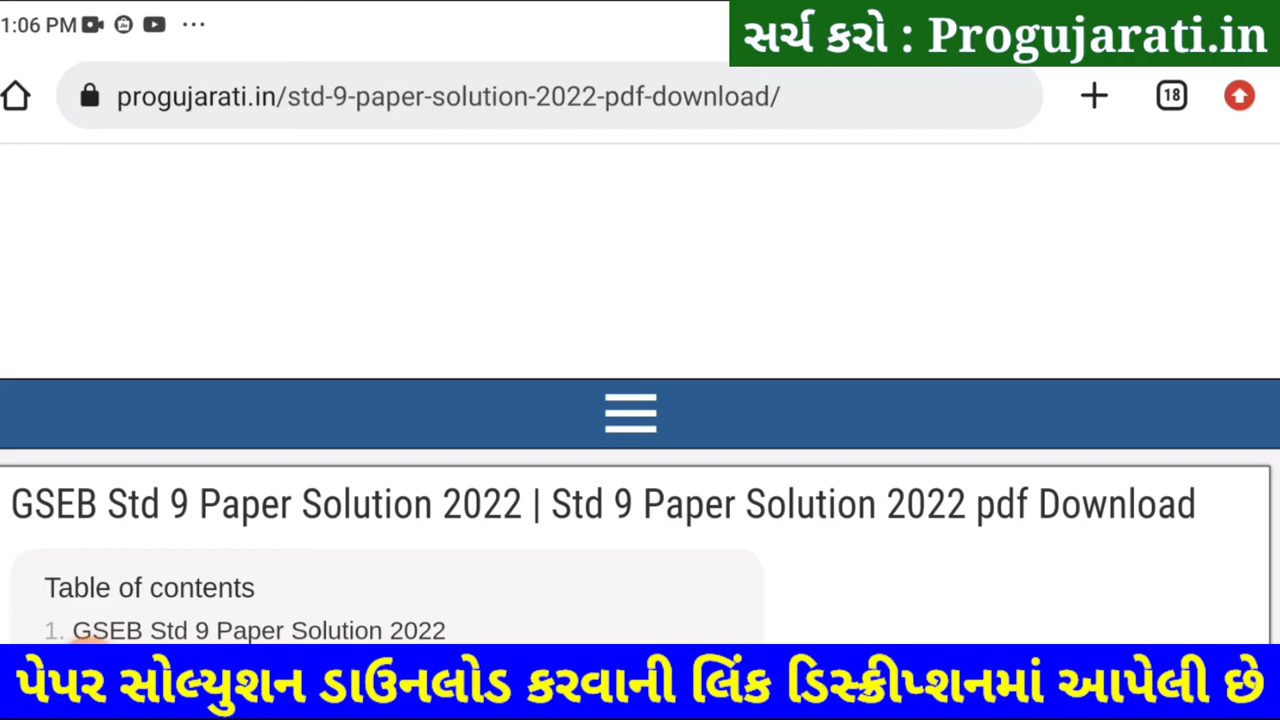 1:06 PM
સર્ચ કરો : Progujarati.in
progujarati.in/std-9-paper-solution-2022-pdf-download/
18
GSEB Std 9 Paper Solution 2022 | Std 9 Paper Solution 2022 pdf Download
Table of contents
1. GSEB Std 9 Paper Solution 2022
પેપર સોલ્યુશન ડાઉનલોડ કરવાની લિંક ડિસ્ક્રીપ્શનમાં આપેલી છે